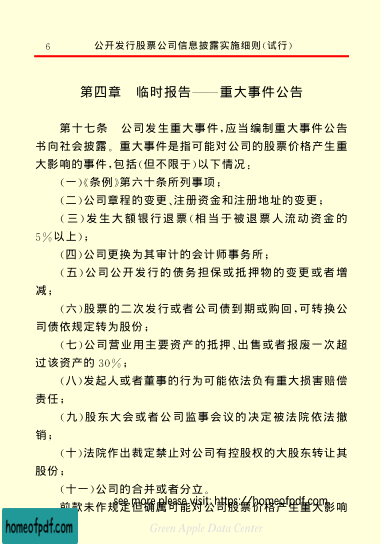 6
公开发行股票公司信息披露实施细则(试行)
第四章 临时报告——重大事件公告
第十七条 公司发生重大事件,应当编制重大事件公告
书向社会披露。重大事件是指可能对公司的股票价格产生重
大影响的事件,包括(但不限于)以下情况:
(一)《条例》第六十条所列事项;
(二)公司章程的变更、注册资金和注册地址的变更;
(三)发生大额银行退票(相当于被退票人流动资金的
5%以上);
(四)公司更换为其审计的会计师事务所;
(五)公司公开发行的债务担保或抵押物的变更或者增
减;
(六)股票的二次发行或者公司债到期或购回,可转换公
司债依规定转为股份;
(七)公司营业用主要资产的抵押、出售或者报废一次超
过该资产的 30%;
(八)发起人或者董事的行为可能依法负有重大损害赔偿
责任;
(九)股东大会或者公司监事会议的决定被法院依法撤
销;
(十)法院作出裁定禁止对公司有控股权的大股东转让其
股份;
(十一)公司的合并或者分立。
see more please visit: https://homeofpdf.com
前款未作规定但确属可能对公司股票价格产生重大影响
homeofpdf.com
Green Apple Data Center